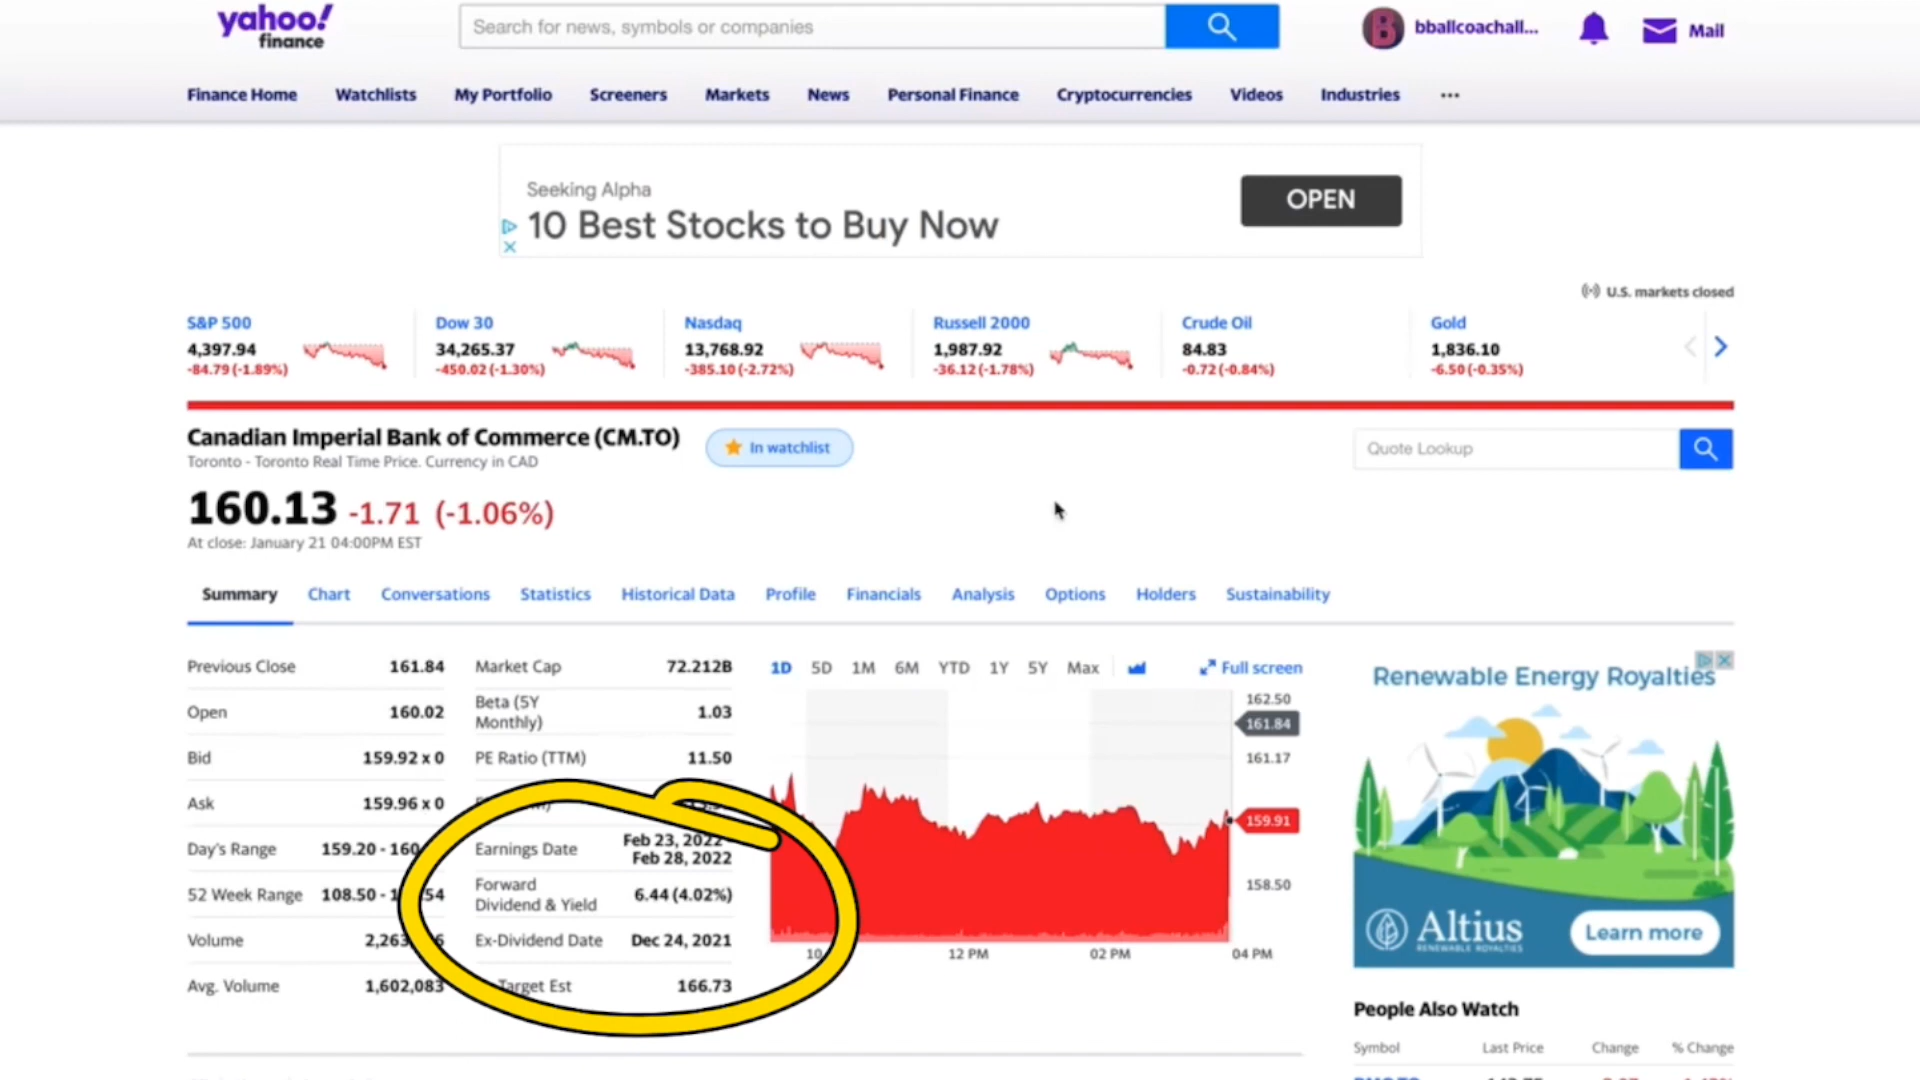 yahoo!
finance
Search for news, symbols or companies
bballcoachall...
Mail
Finance Home Watchlists My Portfolio Screeners Markets News Personal Finance Cryptocurrencies Videos Industries ...
Seeking Alpha
10 Best Stocks to Buy Now
OPEN
U.S. markets closed
S&P 500 Dow 30 Nasdaq Russell 2000 Crude Oil Gold
4,397.94 34,265.37 13,768.92 1,987.92 84.83 1,836.10
-84.79 (-1.89%) -450.02 (-1.30%) -385.10 (-2.72%) -36.12 (-1.78%) -0.72 (-0.84%) -6.50 (-0.35%)
Canadian Imperial Bank of Commerce (CM.TO)
In watchlist
Quote Lookup
Toronto - Toronto Real Time Price. Currency in CAD
160.13 -1.71 (-1.06%)
At close: January 21 04:00PM EST
Summary Chart Conversations Statistics Historical Data Profile Financials Analysis Options Holders Sustainability
Previous Close 161.84
Open 160.02
Bid 159.92 x 0
Ask 159.96 x 0
Day's Range 159.20 -
52 Week Range 108.50 -
Volume
Avg. Volume 1,602,083
Market Cap 72.212B
Beta (5Y
Monthly) 1.03
PE Ratio (TTM) 11.50
Earnings Date Feb 23, 2022
Feb 28, 2022
Forward
Dividend & Yield 6.44 (4.02%)
Ex-Dividend Date Dec 24, 2021
Target Est 166.73
1D 5D 1M 6M YTD 1Y 5Y Max
Full screen
162.50
161.84
161.17
159.91
158.50
10 12 PM 02 PM 04 PM
Renewable Energy Royalties
Altius
RENEWABLE ROYALTIES
Learn more
People Also Watch
Symbol Last Price Change % Change